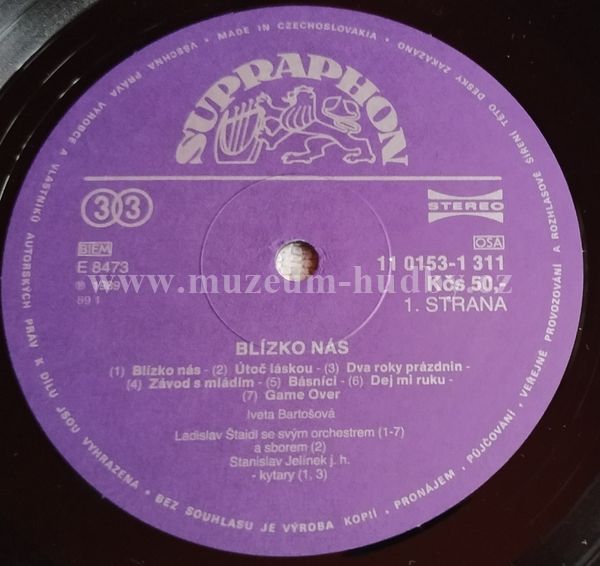 VŠECHNA PRÁVA VÝROBCE A VLASTNÍKŮ AUTORSKÝCH PRÁV K DÍLU JSOU VYHRAZENA • BEZ SOUHLASU JE VÝROBA KOPIÍ • PRONÁJEM • PŮJČOVÁNÍ • VEŘEJNÉ PROVOZOVÁNÍ A ROZHLASOVÉ ŠÍŘENÍ TÉTO DESKY ZAKÁZÁNO • MADE IN CZECHOSLOVAKIA •
SUPRAPHON
33
STEREO
BIEM
OSA
E 8473
11 0153-1 311
℗ 1989
Kčs 50,-
89 1
1. STRANA
www.muzeum-hudby.cz
BLÍZKO NÁS
(1) Blízko nás - (2) Útoč láskou - (3) Dva roky prázdnin -
(4) Závod s mládím - (5) Básníci - (6) Dej mi ruku -
(7) Game Over
Iveta Bartošová
Ladislav Štaidl se svým orchestrem (1-7)
a sborem (2)
Stanislav Jelínek j. h.
- kytary (1, 3)